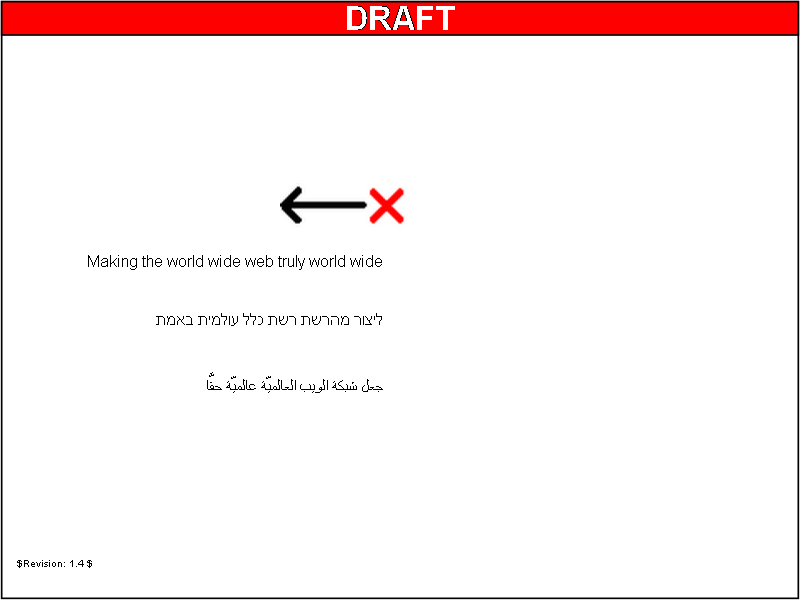 DRAFT
Making the world wide web truly world wide
ליצור מהרשת רשת כלל עולמית באמת
جعل شبكة الويب العالميّة عالميّة حقًّا
$Revision: 1.4 $